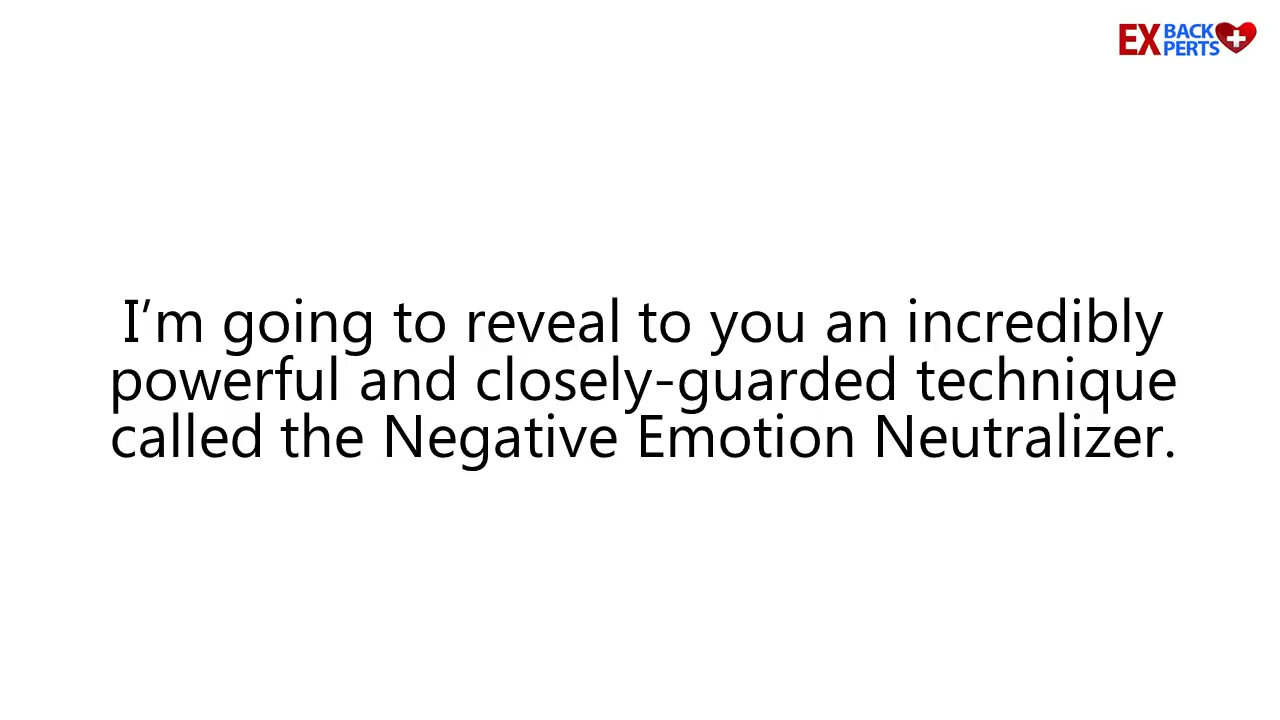 EX BACK
PERTS
I’m going to reveal to you an incredibly
powerful and closely-guarded technique
called the Negative Emotion Neutralizer.